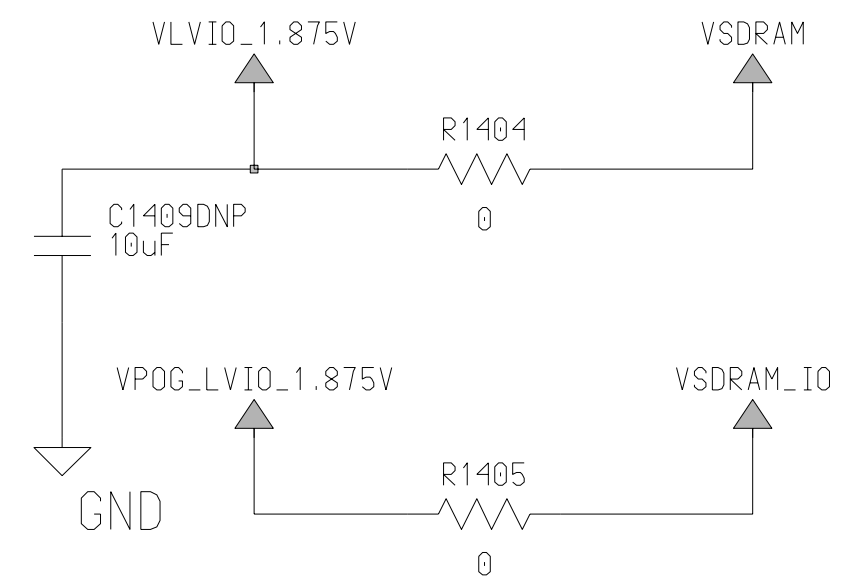 VLVIO_1.875V
VSDRAM
R1404
0
C1409DNP
10uF
VPOG_LVIO_1.875V
VSDRAM_IO
R1405
0
GND